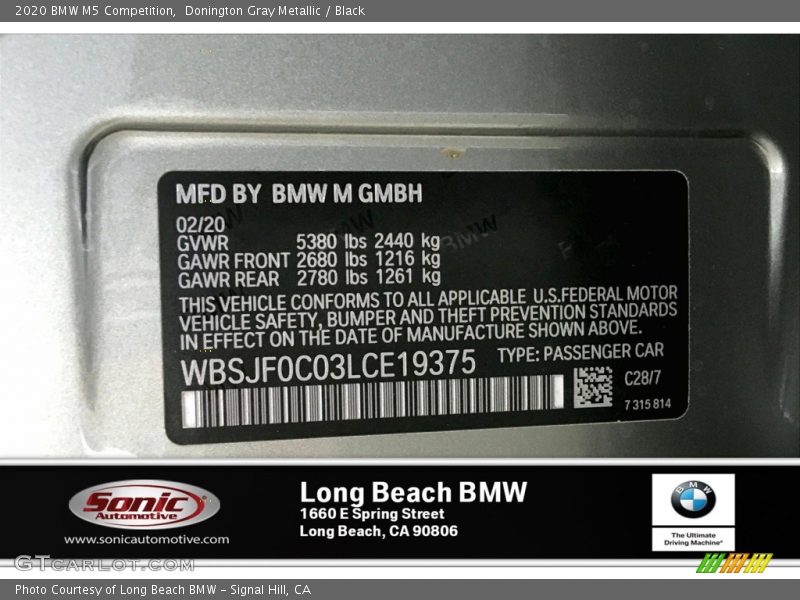 2020 BMW M5 Competition,  Donington Gray Metallic / Black
MFD BY BMW M GMBH
02/20
GVWR 5380 lbs 2440 kg
GAWR FRONT 2680 lbs 1216 kg
GAWR REAR 2780 lbs 1261 kg
THIS VEHICLE CONFORMS TO ALL APPLICABLE U.S.FEDERAL MOTOR
VEHICLE SAFETY, BUMPER AND THEFT PREVENTION STANDARDS
IN EFFECT ON THE DATE OF MANUFACTURE SHOWN ABOVE.
WBSJF0C03LCE19375 TYPE: PASSENGER CAR
C28/7
7 315 814
Sonic
Automotive
www.sonicautomotive.com
Long Beach BMW
1660 E Spring Street
Long Beach, CA 90806
BMW
The Ultimate
Driving Machine®
GTcarlot.com
Photo Courtesy of Long Beach BMW – Signal Hill, CA